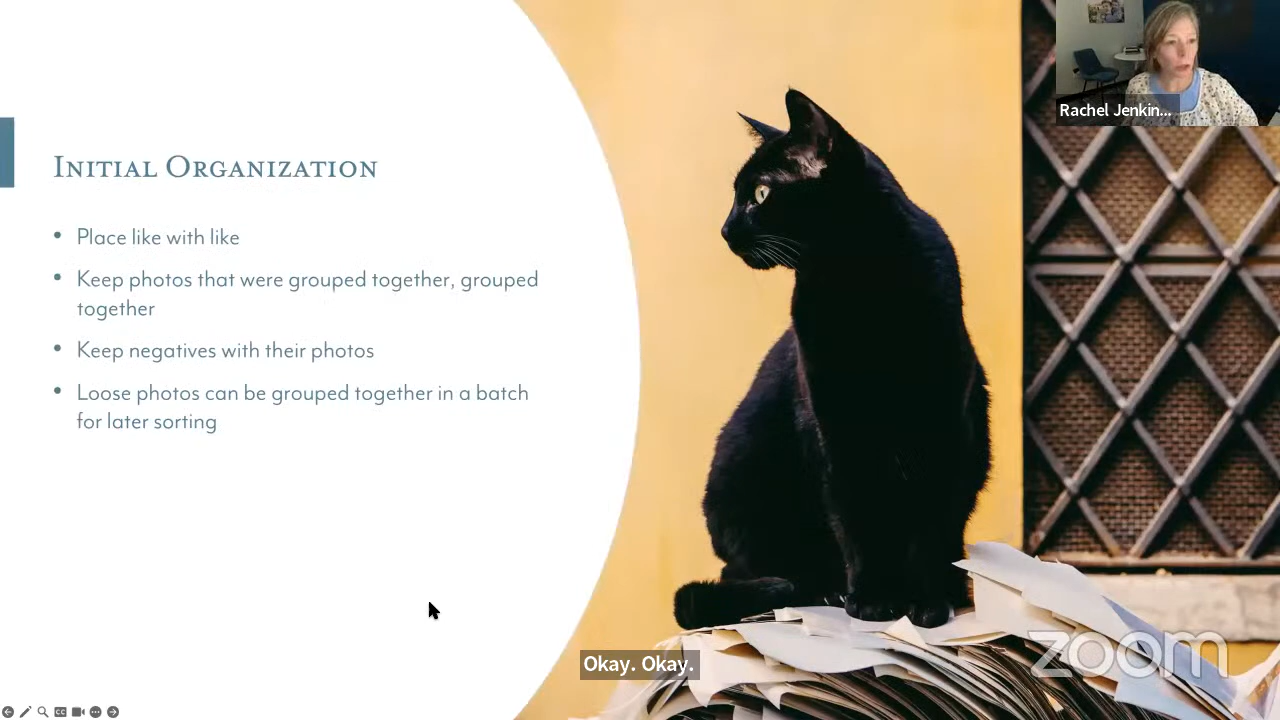 Rachel Jenkin...
Initial Organization
• Place like with like
• Keep photos that were grouped together, grouped
together
• Keep negatives with their photos
• Loose photos can be grouped together in a batch
for later sorting
Okay. Okay.
zoom
CC